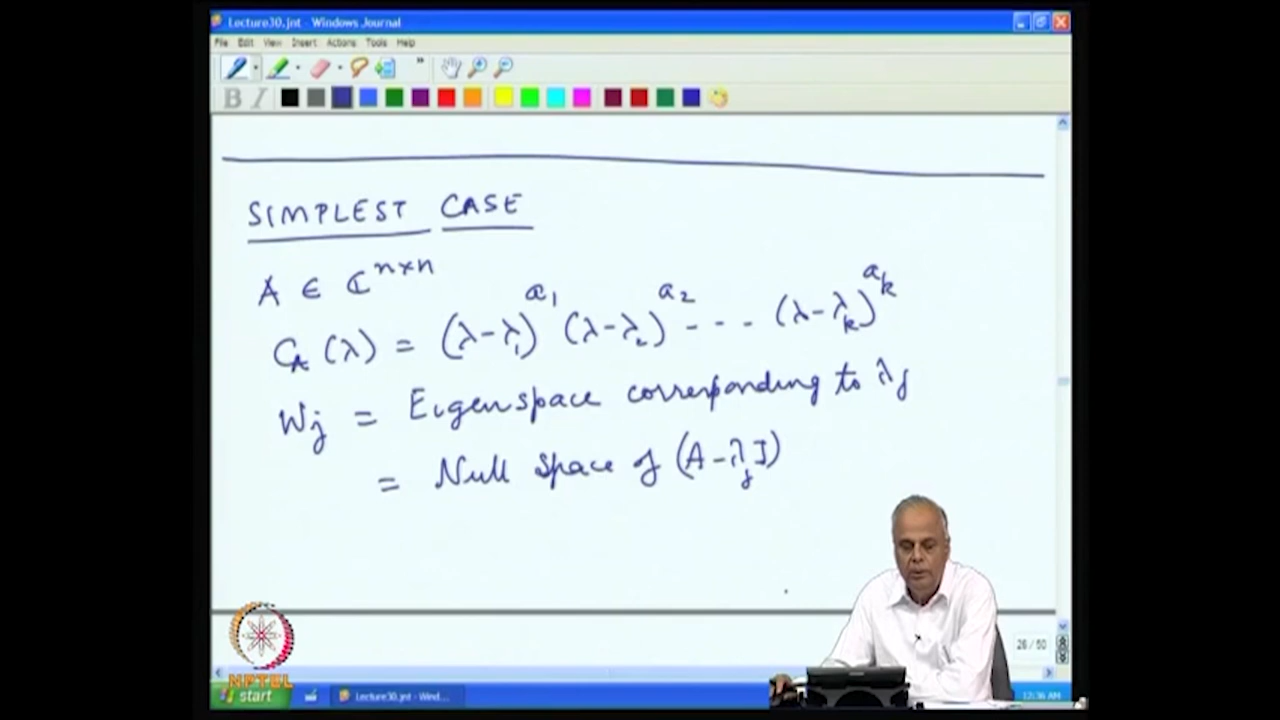 Lecture30.jnt - Windows Journal
File Edit View Insert Actions Tools Help
B I
SIMPLEST CASE
A ∈ ℂ^{n×n}
C_A(λ) = (λ-λ_1)^{a_1} (λ-λ_2)^{a_2} --- (λ-λ_k)^{a_k}
W_j = Eigenspace corresponding to λ_j
= Null space of (A-λ_j I)
26 / 50
NPTEL
start
Lecture30.jnt - Wind...
12:36 AM